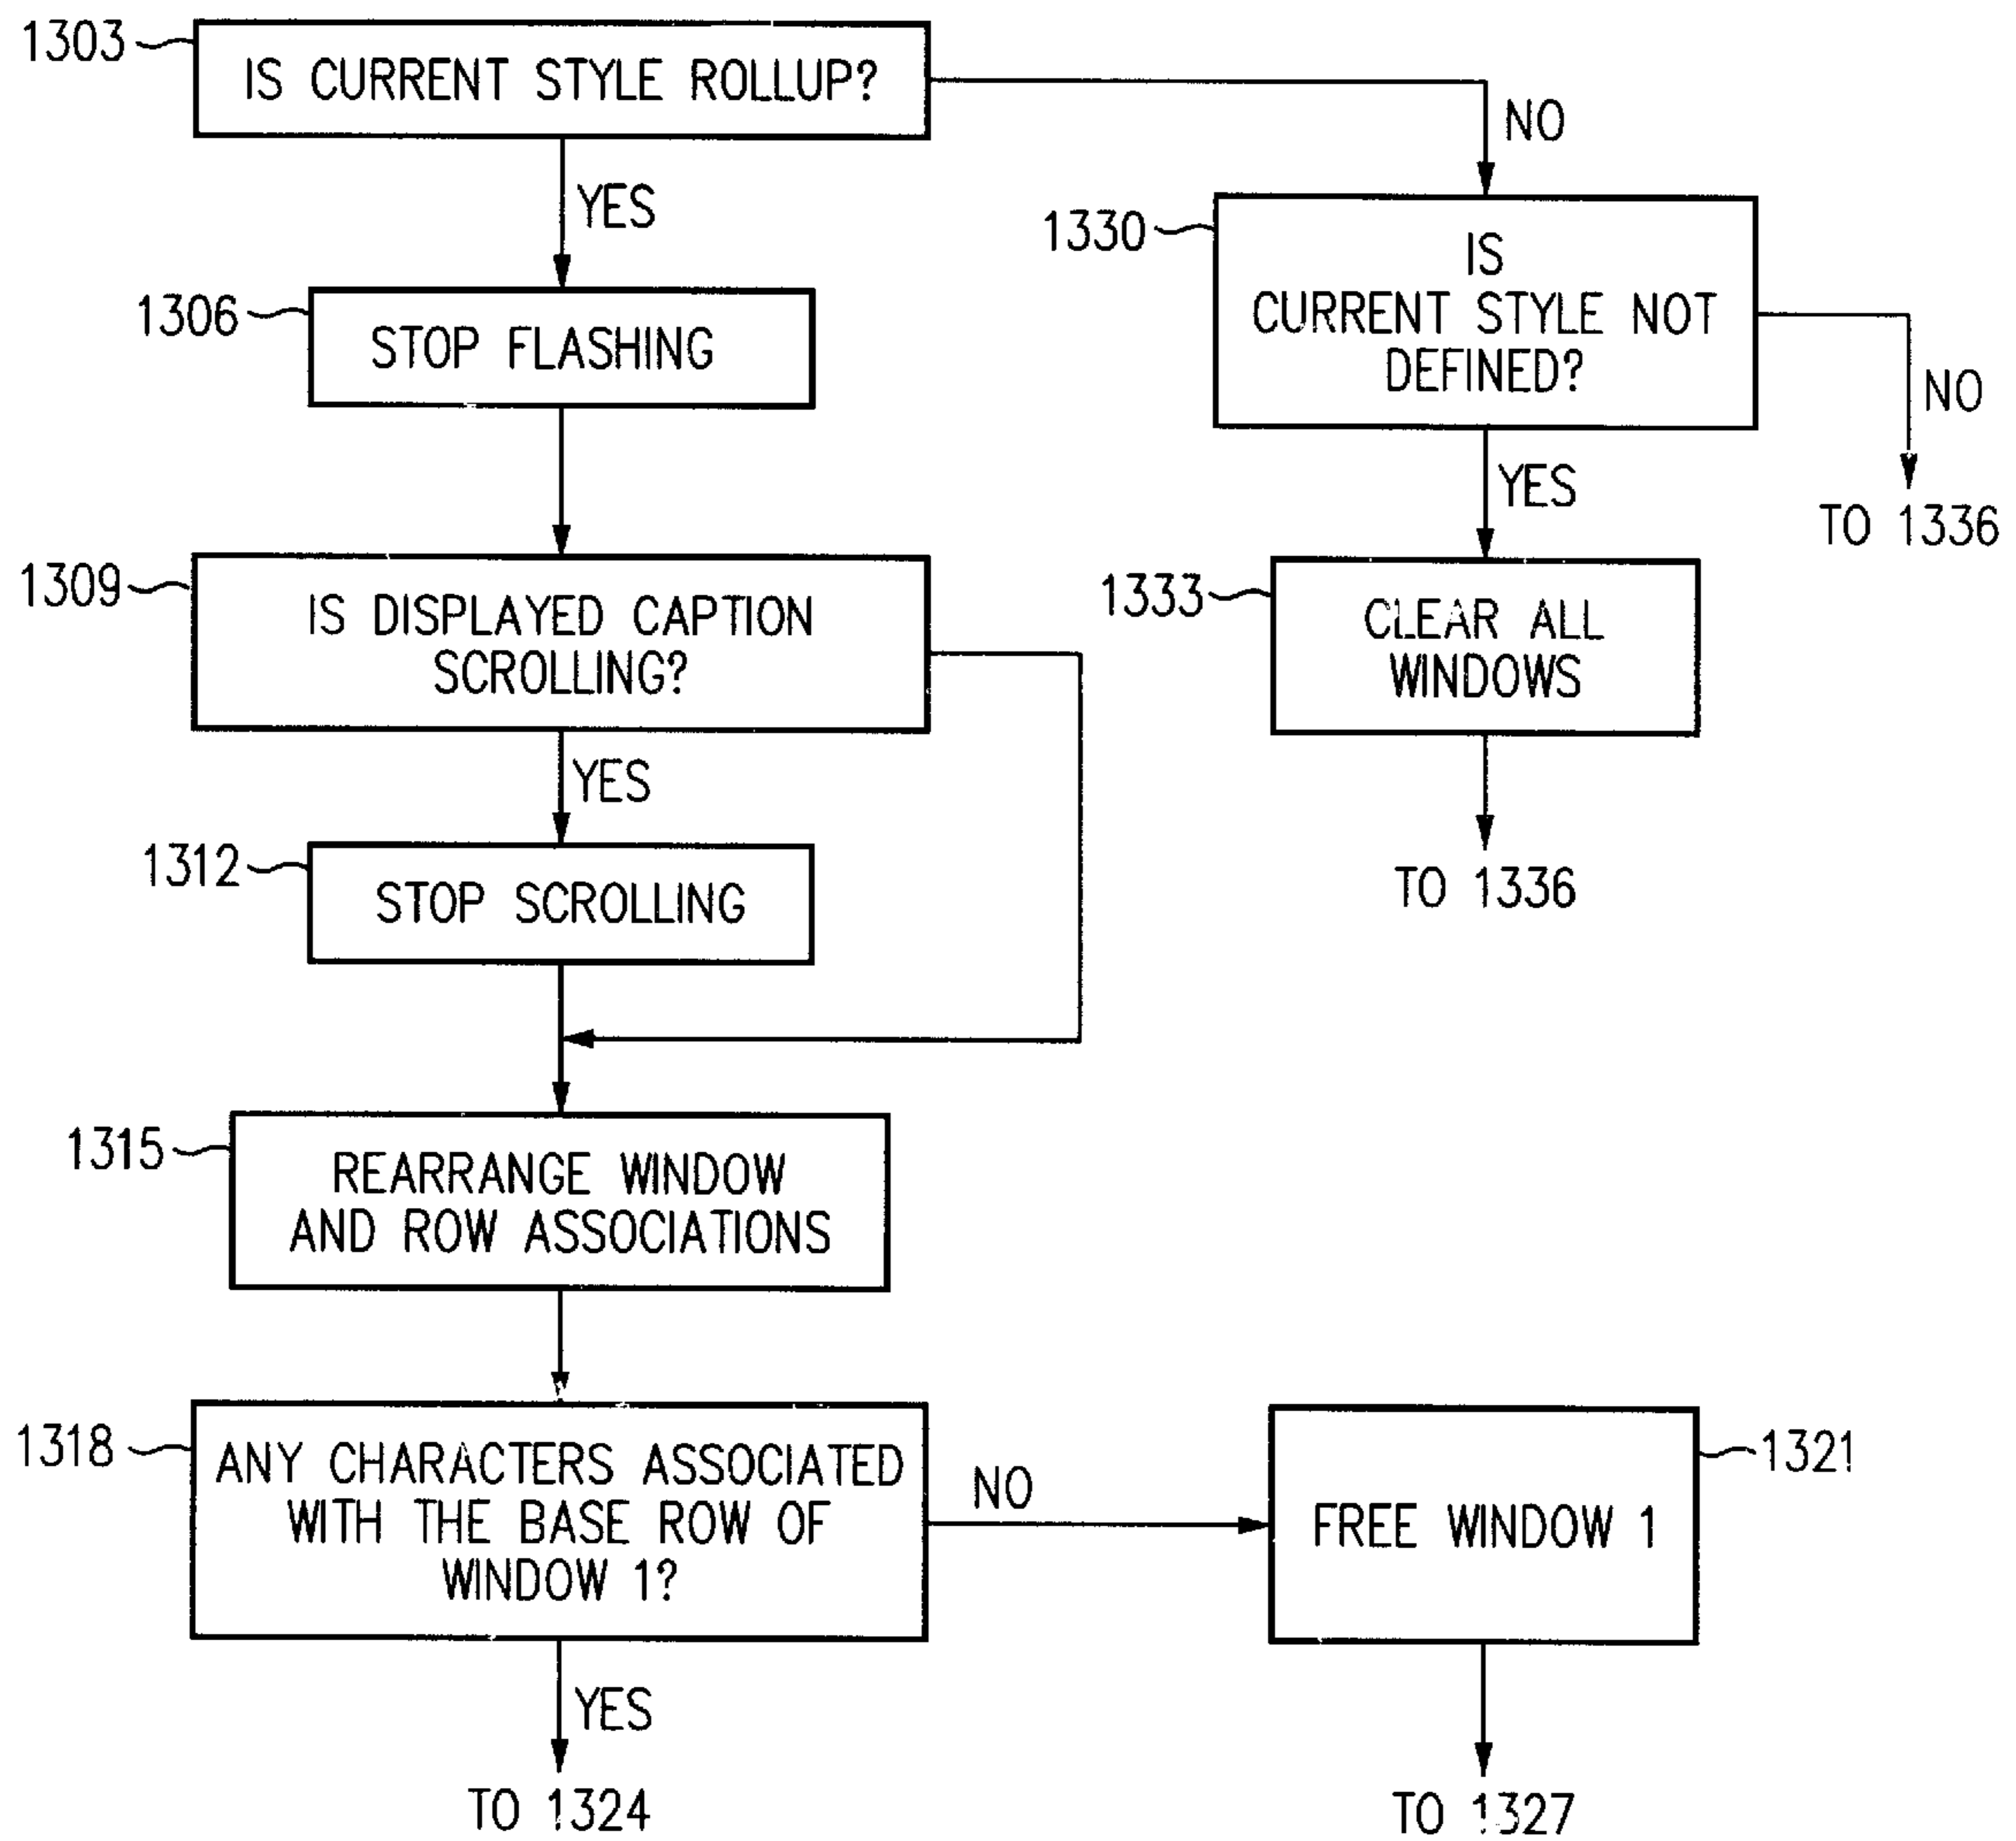 1303
IS CURRENT STYLE ROLLUP?
NO
YES
1330
IS
CURRENT STYLE NOT
DEFINED?
NO
TO 1336
YES
1306
STOP FLASHING
1309
IS DISPLAYED CAPTION
SCROLLING?
1333
CLEAR ALL
WINDOWS
TO 1336
YES
1312
STOP SCROLLING
1315
REARRANGE WINDOW
AND ROW ASSOCIATIONS
1318
ANY CHARACTERS ASSOCIATED
WITH THE BASE ROW OF
WINDOW 1?
NO
1321
FREE WINDOW 1
YES
TO 1324
TO 1327